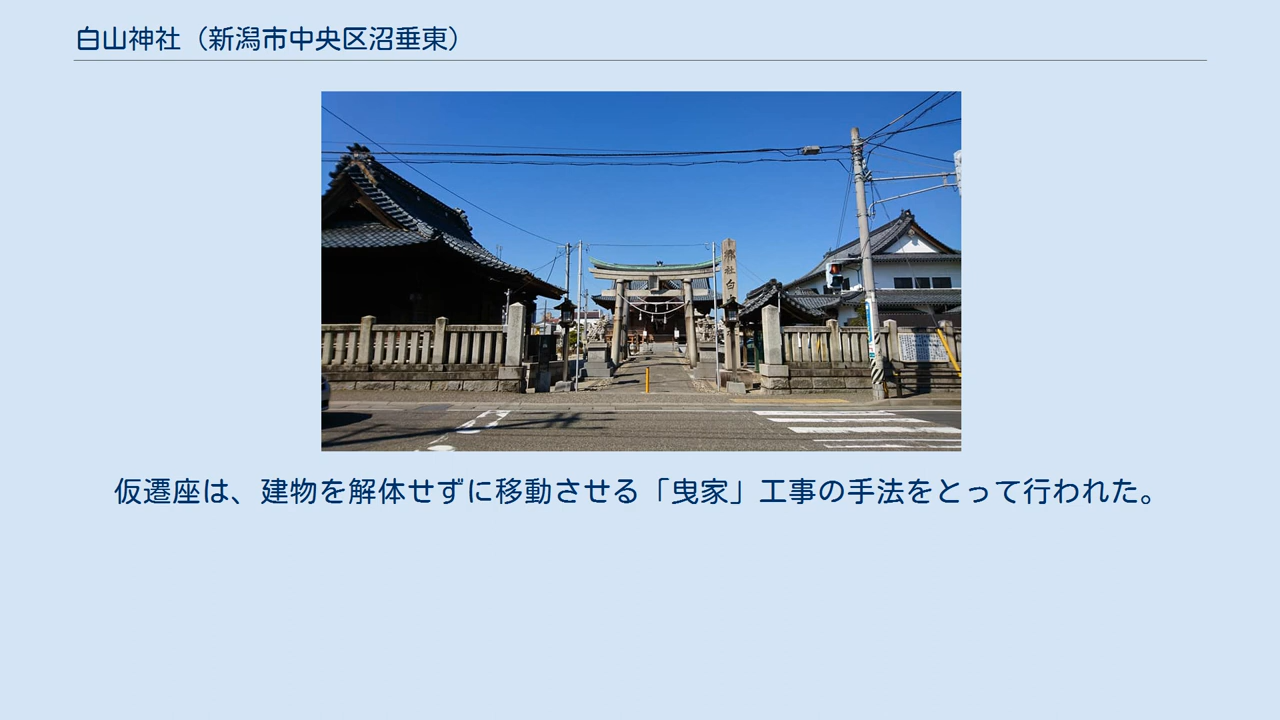 白山神社（新潟市中央区沼垂東）
仮遷座は、建物を解体せずに移動させる「曳家」工事の手法をとって行われた。